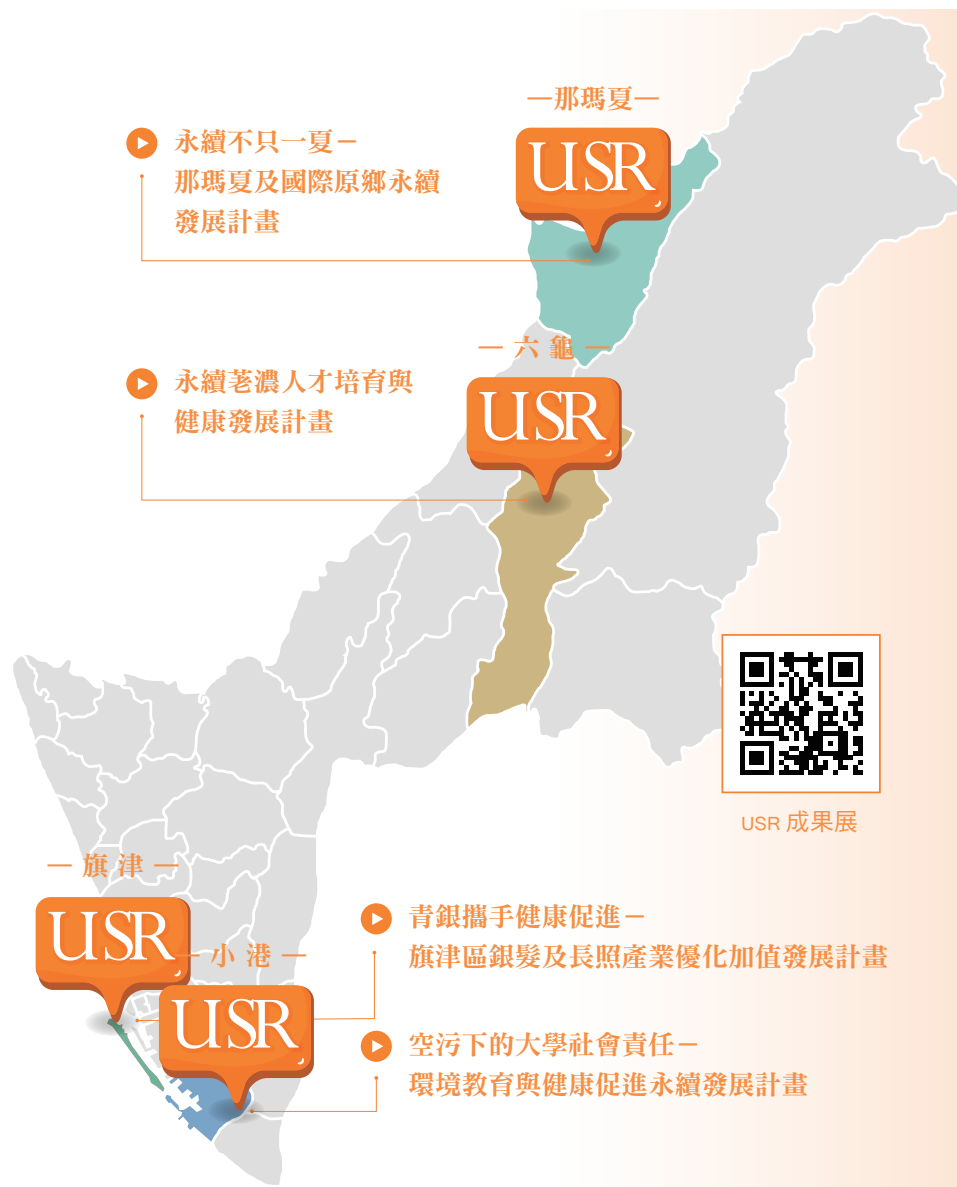 —那瑪夏—
USR
永續不只一夏－
那瑪夏及國際原鄉永續
發展計畫
— 六 龜 —
USR
永續荖濃人才培育與
健康發展計畫
USR 成果展
— 旗 津 —
USR
— 小 港 —
USR
青銀攜手健康促進－
旗津區銀髮及長照產業優化加值發展計畫
空污下的大學社會責任－
環境教育與健康促進永續發展計畫